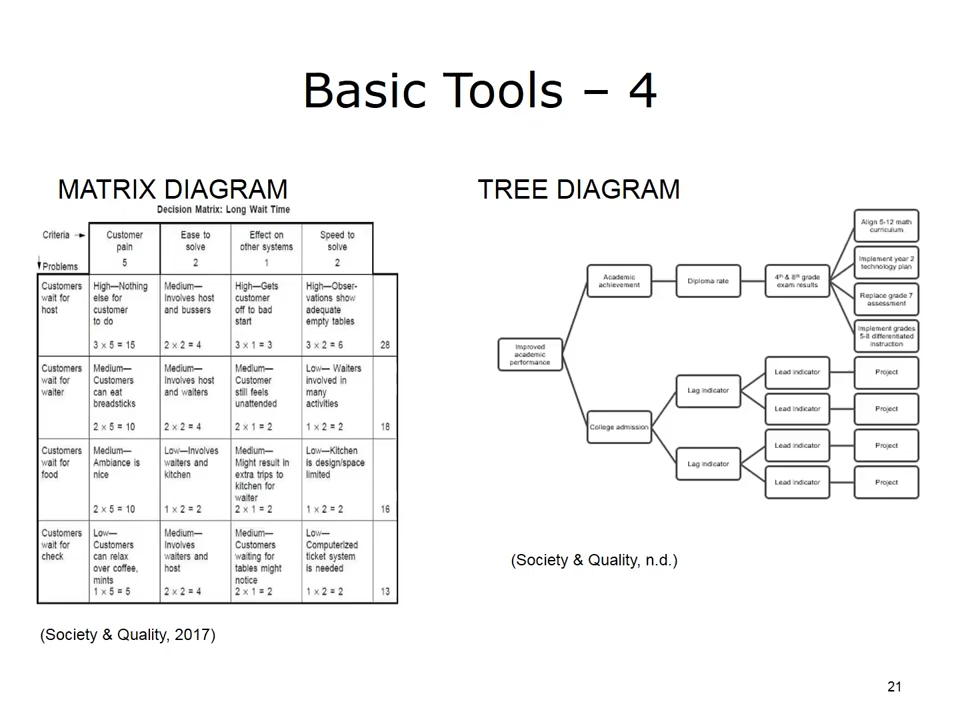 Basic Tools – 4
MATRIX DIAGRAM
Decision Matrix: Long Wait Time
Criteria →
↓ Problems
Customer
pain
5
Ease to
solve
2
Effect on
other systems
1
Speed to
solve
2
Customers
wait for
host
High—Nothing
else for
customer
to do
3 × 5 = 15
Medium—
Involves host
and bussers
2 × 2 = 4
High—Gets
customer
off to bad
start
3 × 1 = 3
High—Obser-
vations show
adequate
empty tables
3 × 2 = 6
28
Customers
wait for
waiter
Medium—
Customers
can eat
breadsticks
2 × 5 = 10
Medium—
Involves host
and waiters
2 × 2 = 4
Medium—
Customer
still feels
unattended
2 × 1 = 2
Low— Waiters
involved in
many
activities
1 × 2 = 2
18
Customers
wait for
food
Medium—
Ambiance is
nice
2 × 5 = 10
Low—Involves
waiters and
kitchen
1 × 2 = 2
Medium—
Might result in
extra trips to
kitchen for
waiter
2 × 1 = 2
Low—Kitchen
is design/space
limited
1 × 2 = 2
16
Customers
wait for
check
Low—
Customers
can relax
over coffee,
mints
1 × 5 = 5
Medium—
Involves
waiters and
host
2 × 2 = 4
Medium—
Customers
waiting for
tables might
notice
2 × 1 = 2
Low—
Computerized
ticket system
is needed
1 × 2 = 2
13
(Society & Quality, 2017)
TREE DIAGRAM
Improved
academic
performance
Academic
achievement
Diploma rate
4th & 8th grade
exam results
Align 5-12 math
curriculum
Implement year 2
technology plan
Replace grade 7
assessment
Implement grades
5-8 differentiated
instruction
College admission
Lag indicator
Lead indicator
Project
Lead indicator
Project
Lag indicator
Lead indicator
Project
Lead indicator
Project
(Society & Quality, n.d.)
21